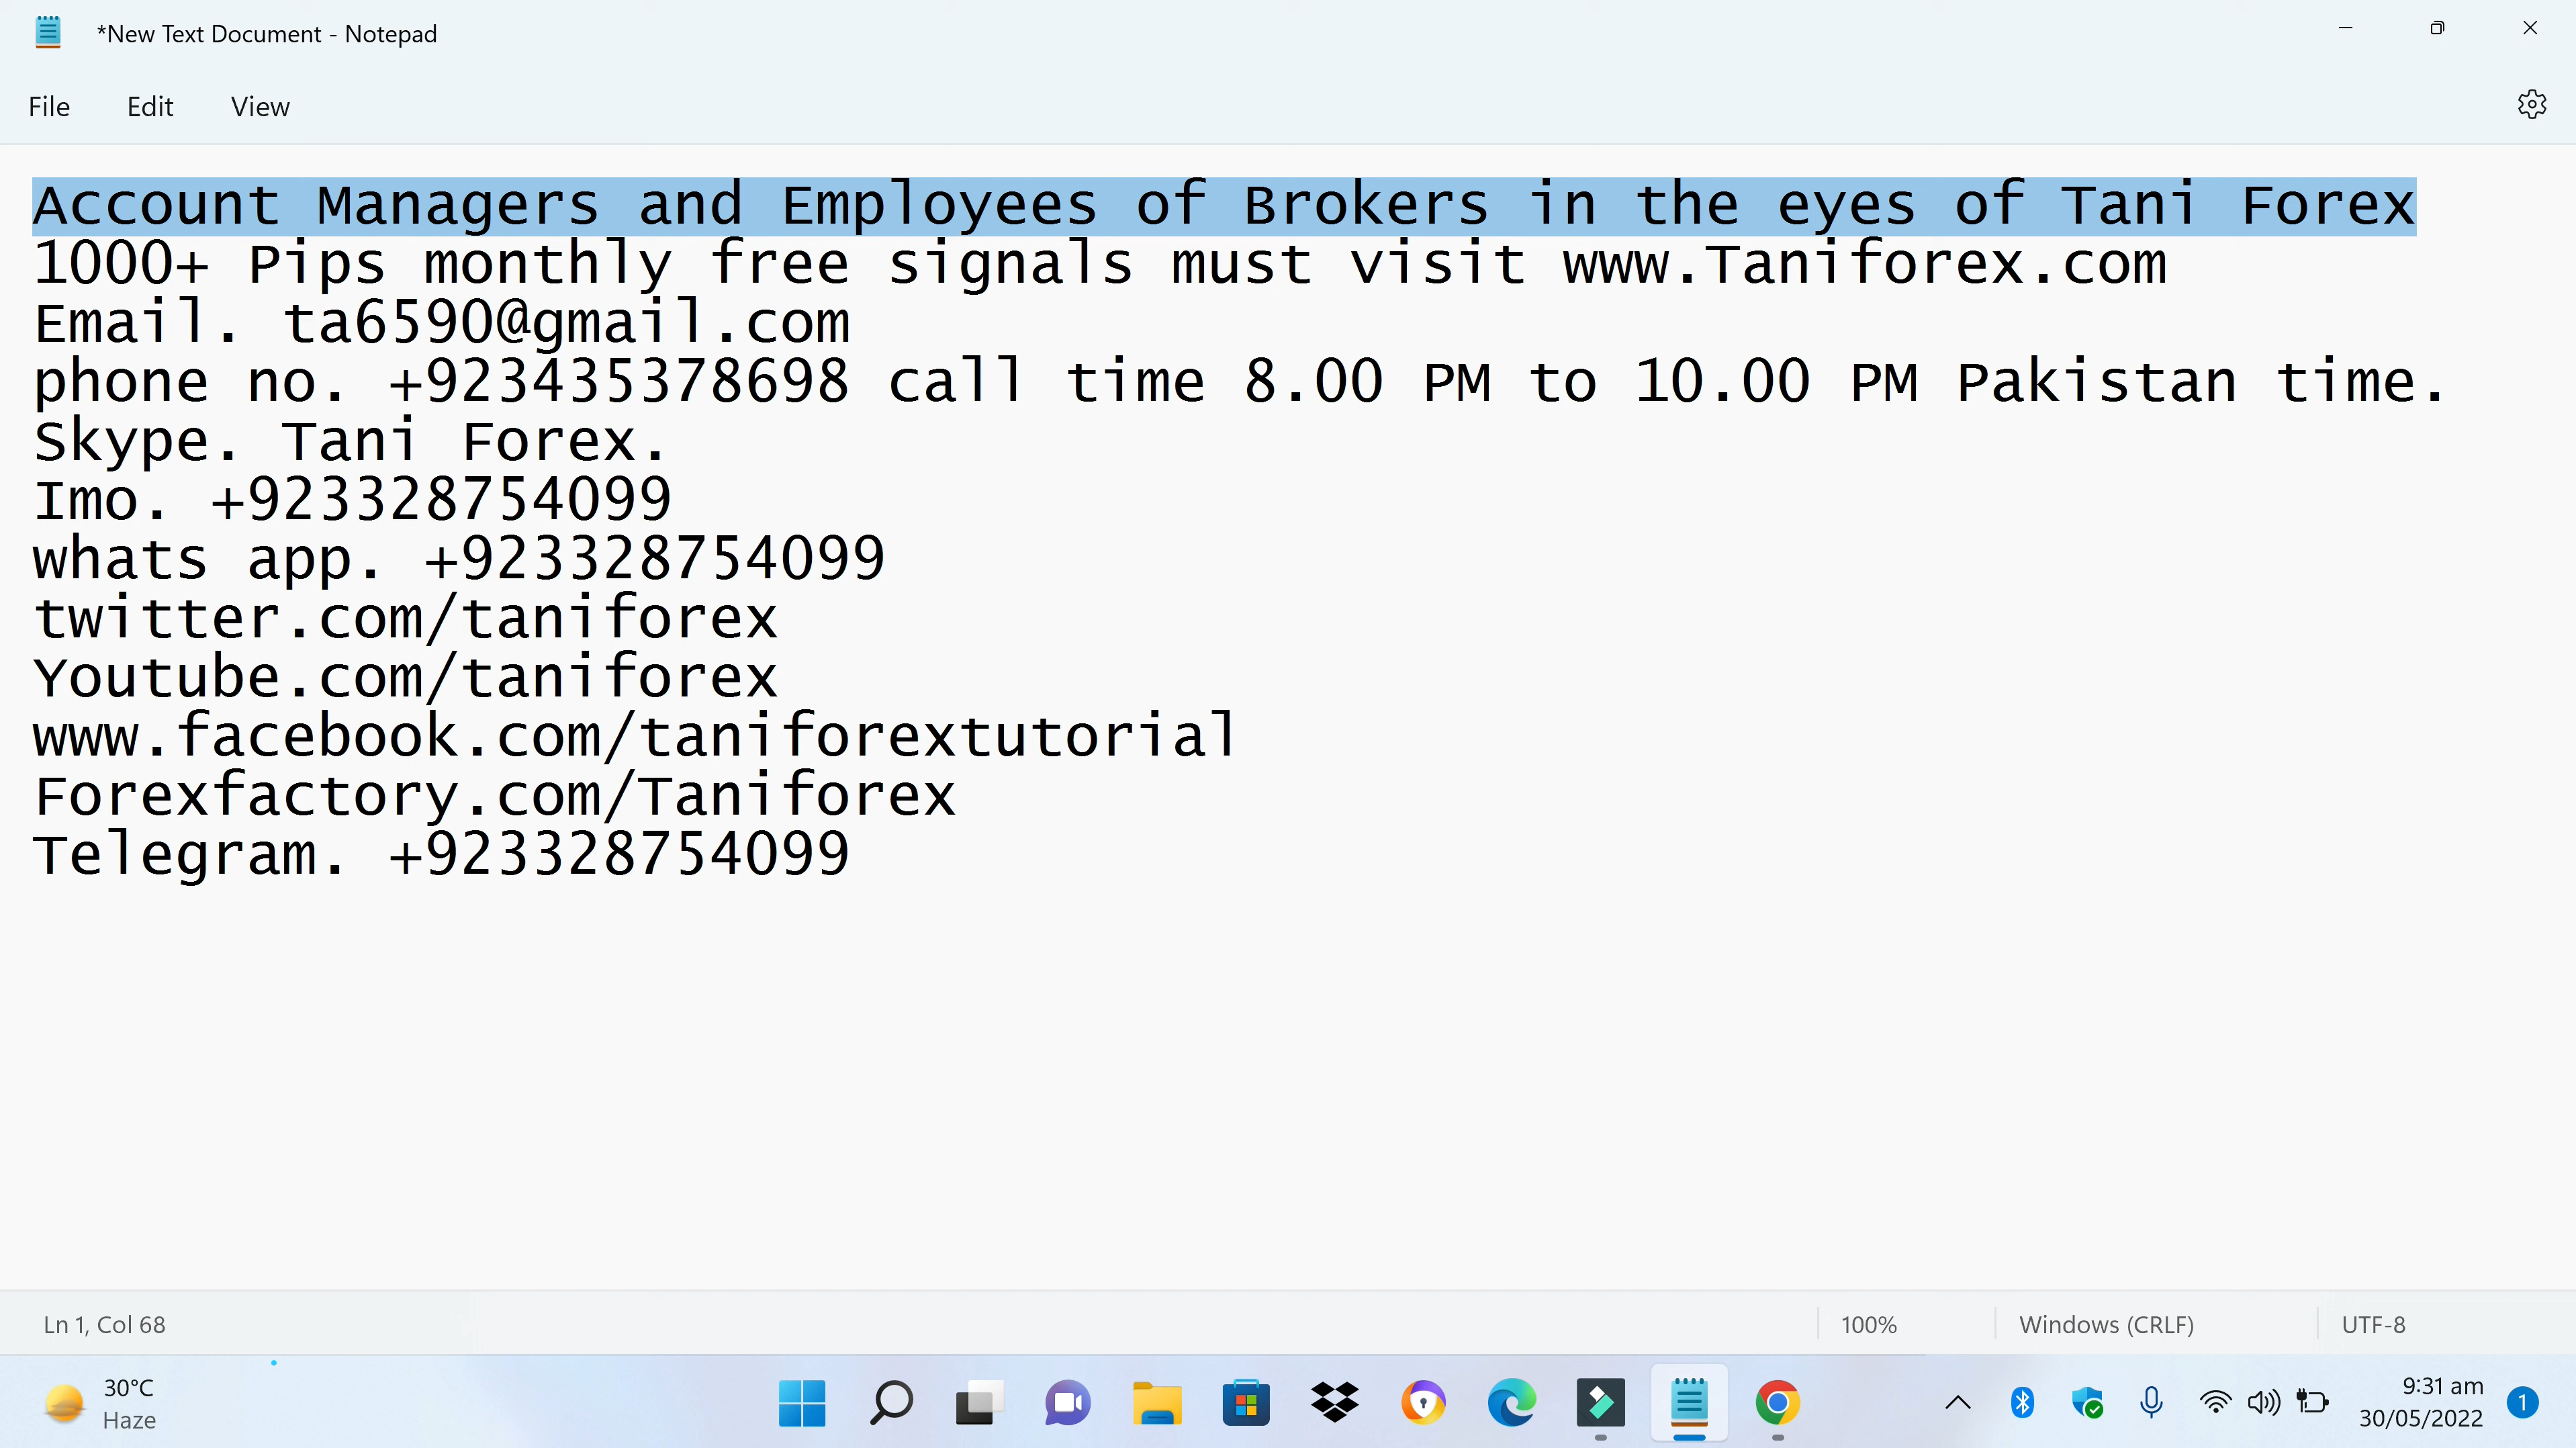 *New Text Document - Notepad
File Edit View
Account Managers and Employees of Brokers in the eyes of Tani Forex
1000+ Pips monthly free signals must visit www.Taniforex.com
Email. ta6590@gmail.com
phone no. +923435378698 call time 8.00 PM to 10.00 PM Pakistan time.
Skype. Tani Forex.
Imo. +923328754099
whats app. +923328754099
twitter.com/taniforex
Youtube.com/taniforex
www.facebook.com/taniforextutorial
Forexfactory.com/Taniforex
Telegram. +923328754099
Ln 1, Col 68 100% Windows (CRLF) UTF-8
30°C
Haze
9:31 am
30/05/2022
1